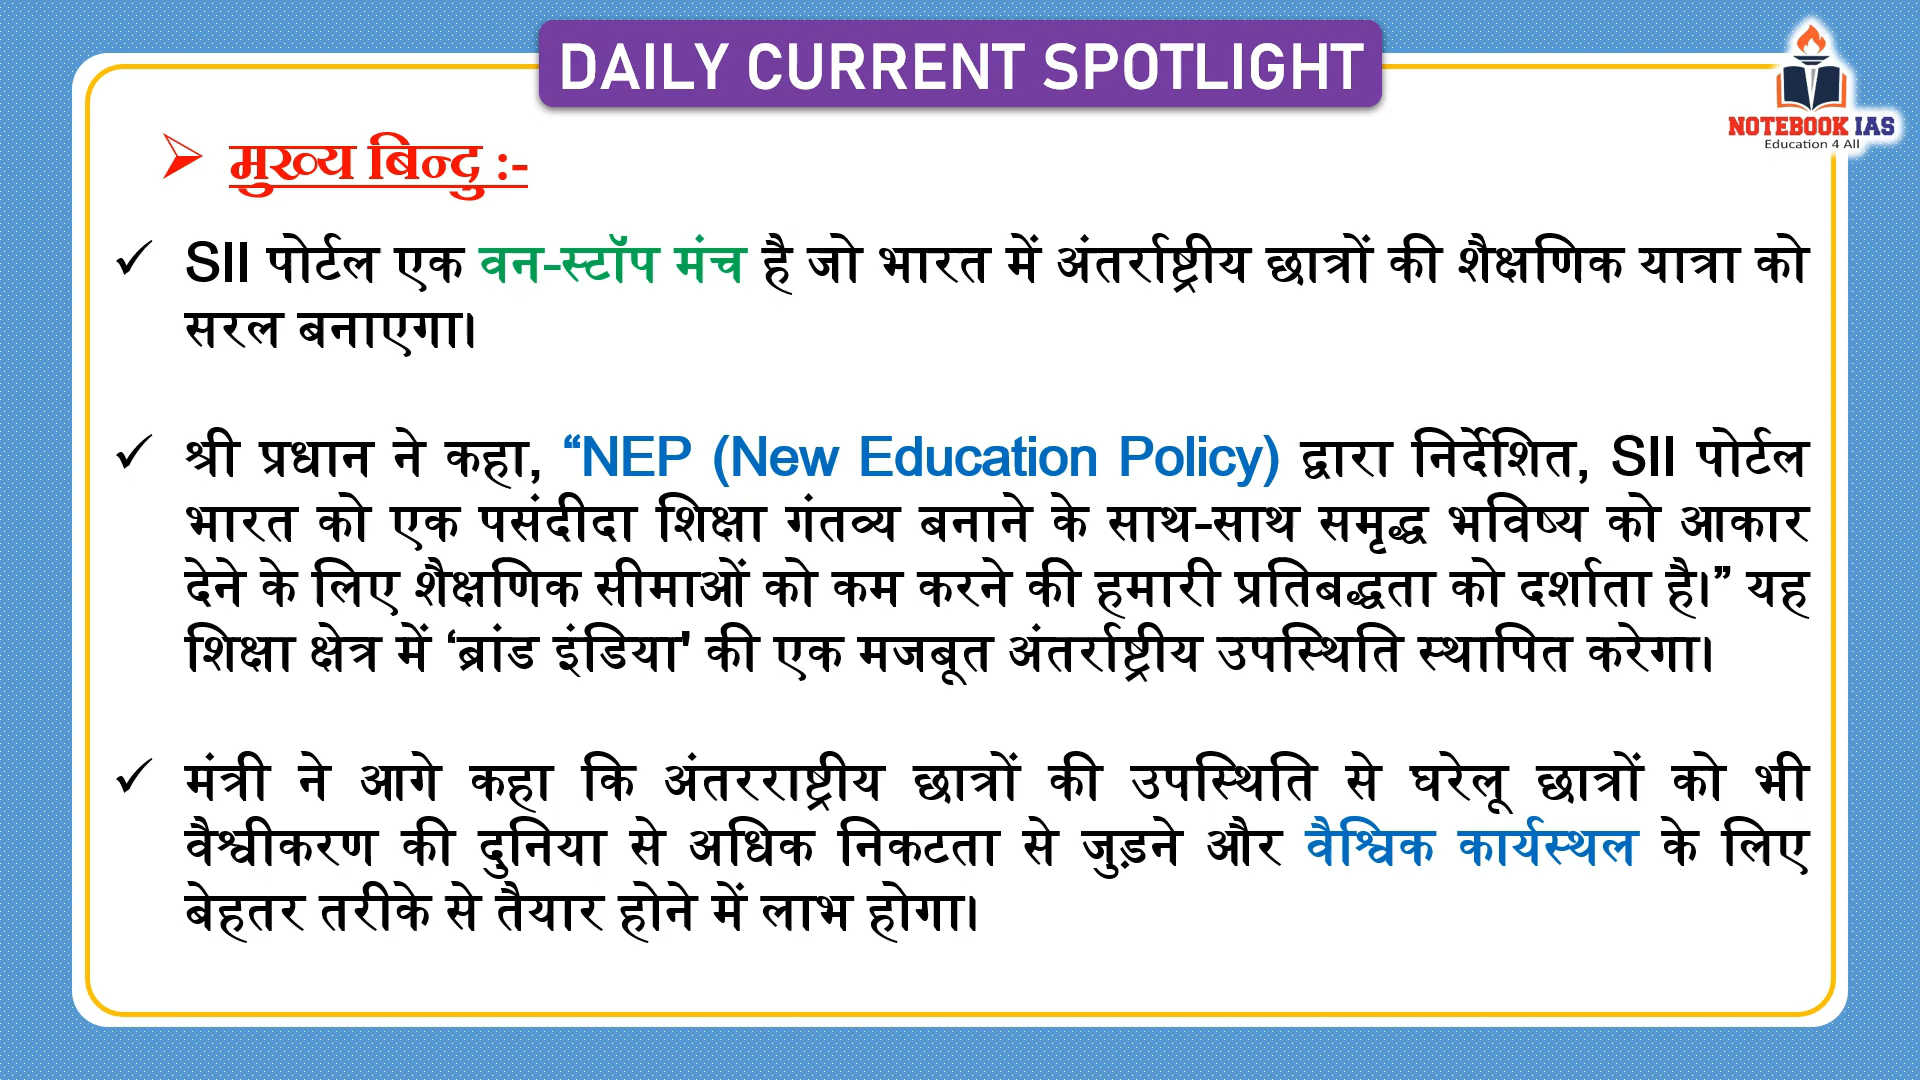 DAILY CURRENT SPOTLIGHT
NOTEBOOK IAS
Education 4 All
मुख्य बिन्दु :-
SII पोर्टल एक वन-स्टॉप मंच है जो भारत में अंतर्राष्ट्रीय छात्रों की शैक्षणिक यात्रा को
सरल बनाएगा।
श्री प्रधान ने कहा, “NEP (New Education Policy) द्वारा निर्देशित, SII पोर्टल
भारत को एक पसंदीदा शिक्षा गंतव्य बनाने के साथ-साथ समृद्ध भविष्य को आकार
देने के लिए शैक्षणिक सीमाओं को कम करने की हमारी प्रतिबद्धता को दर्शाता है।” यह
शिक्षा क्षेत्र में ‘ब्रांड इंडिया' की एक मजबूत अंतर्राष्ट्रीय उपस्थिति स्थापित करेगा।
मंत्री ने आगे कहा कि अंतरराष्ट्रीय छात्रों की उपस्थिति से घरेलू छात्रों को भी
वैश्वीकरण की दुनिया से अधिक निकटता से जुड़ने और वैश्विक कार्यस्थल के लिए
बेहतर तरीके से तैयार होने में लाभ होगा।